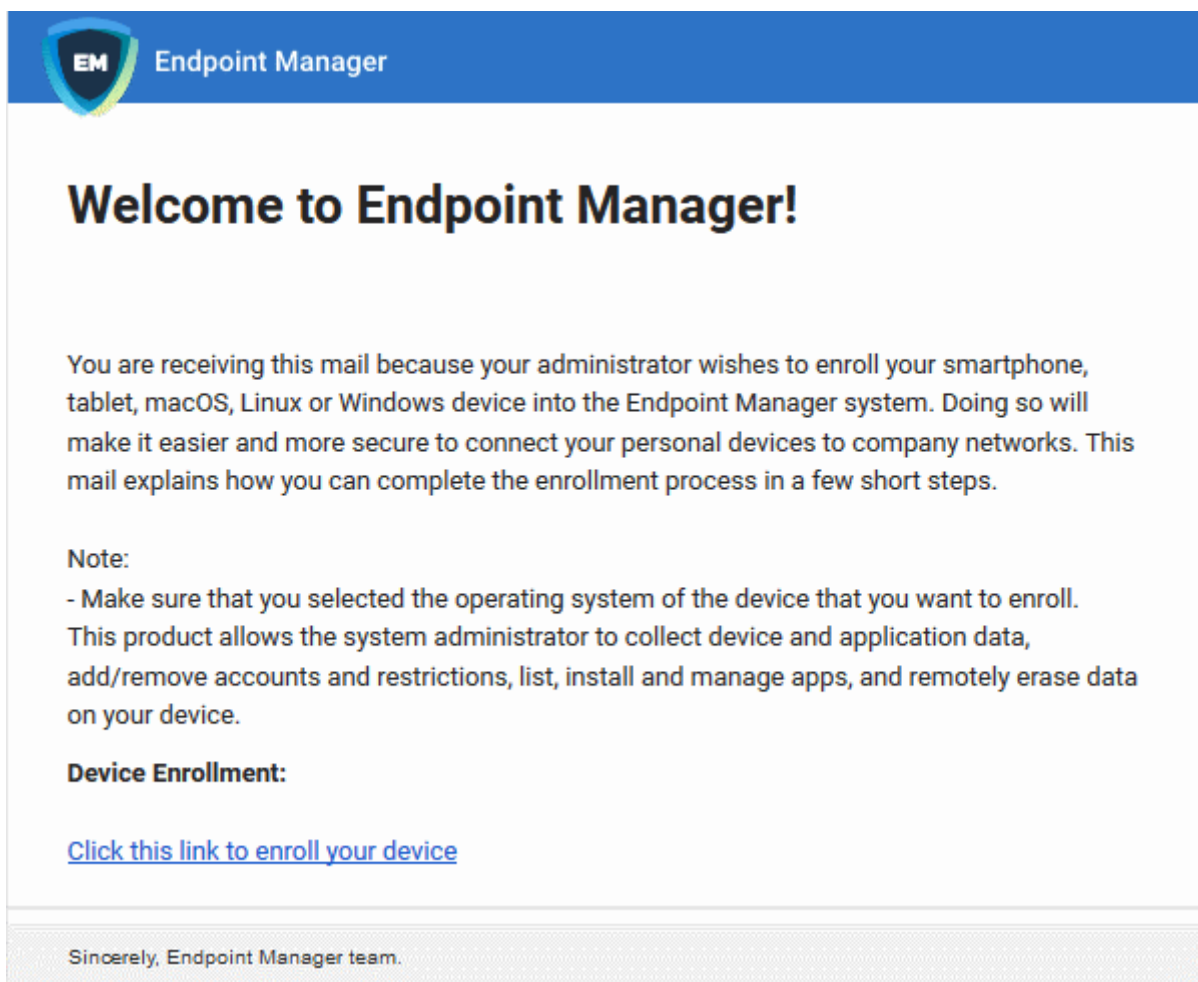 EM
Endpoint Manager
Welcome to Endpoint Manager!
You are receiving this mail because your administrator wishes to enroll your smartphone,
tablet, macOS, Linux or Windows device into the Endpoint Manager system. Doing so will
make it easier and more secure to connect your personal devices to company networks. This
mail explains how you can complete the enrollment process in a few short steps.
Note:
- Make sure that you selected the operating system of the device that you want to enroll.
This product allows the system administrator to collect device and application data,
add/remove accounts and restrictions, list, install and manage apps, and remotely erase data
on your device.
Device Enrollment:
Click this link to enroll your device
Sincerely, Endpoint Manager team.